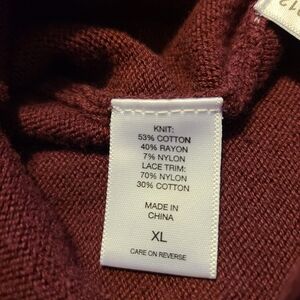 KNIT:
53% COTTON
40% RAYON
7% NYLON
LACE TRIM:
70% NYLON
30% COTTON
MADE IN
CHINA
XL
CARE ON REVERSE